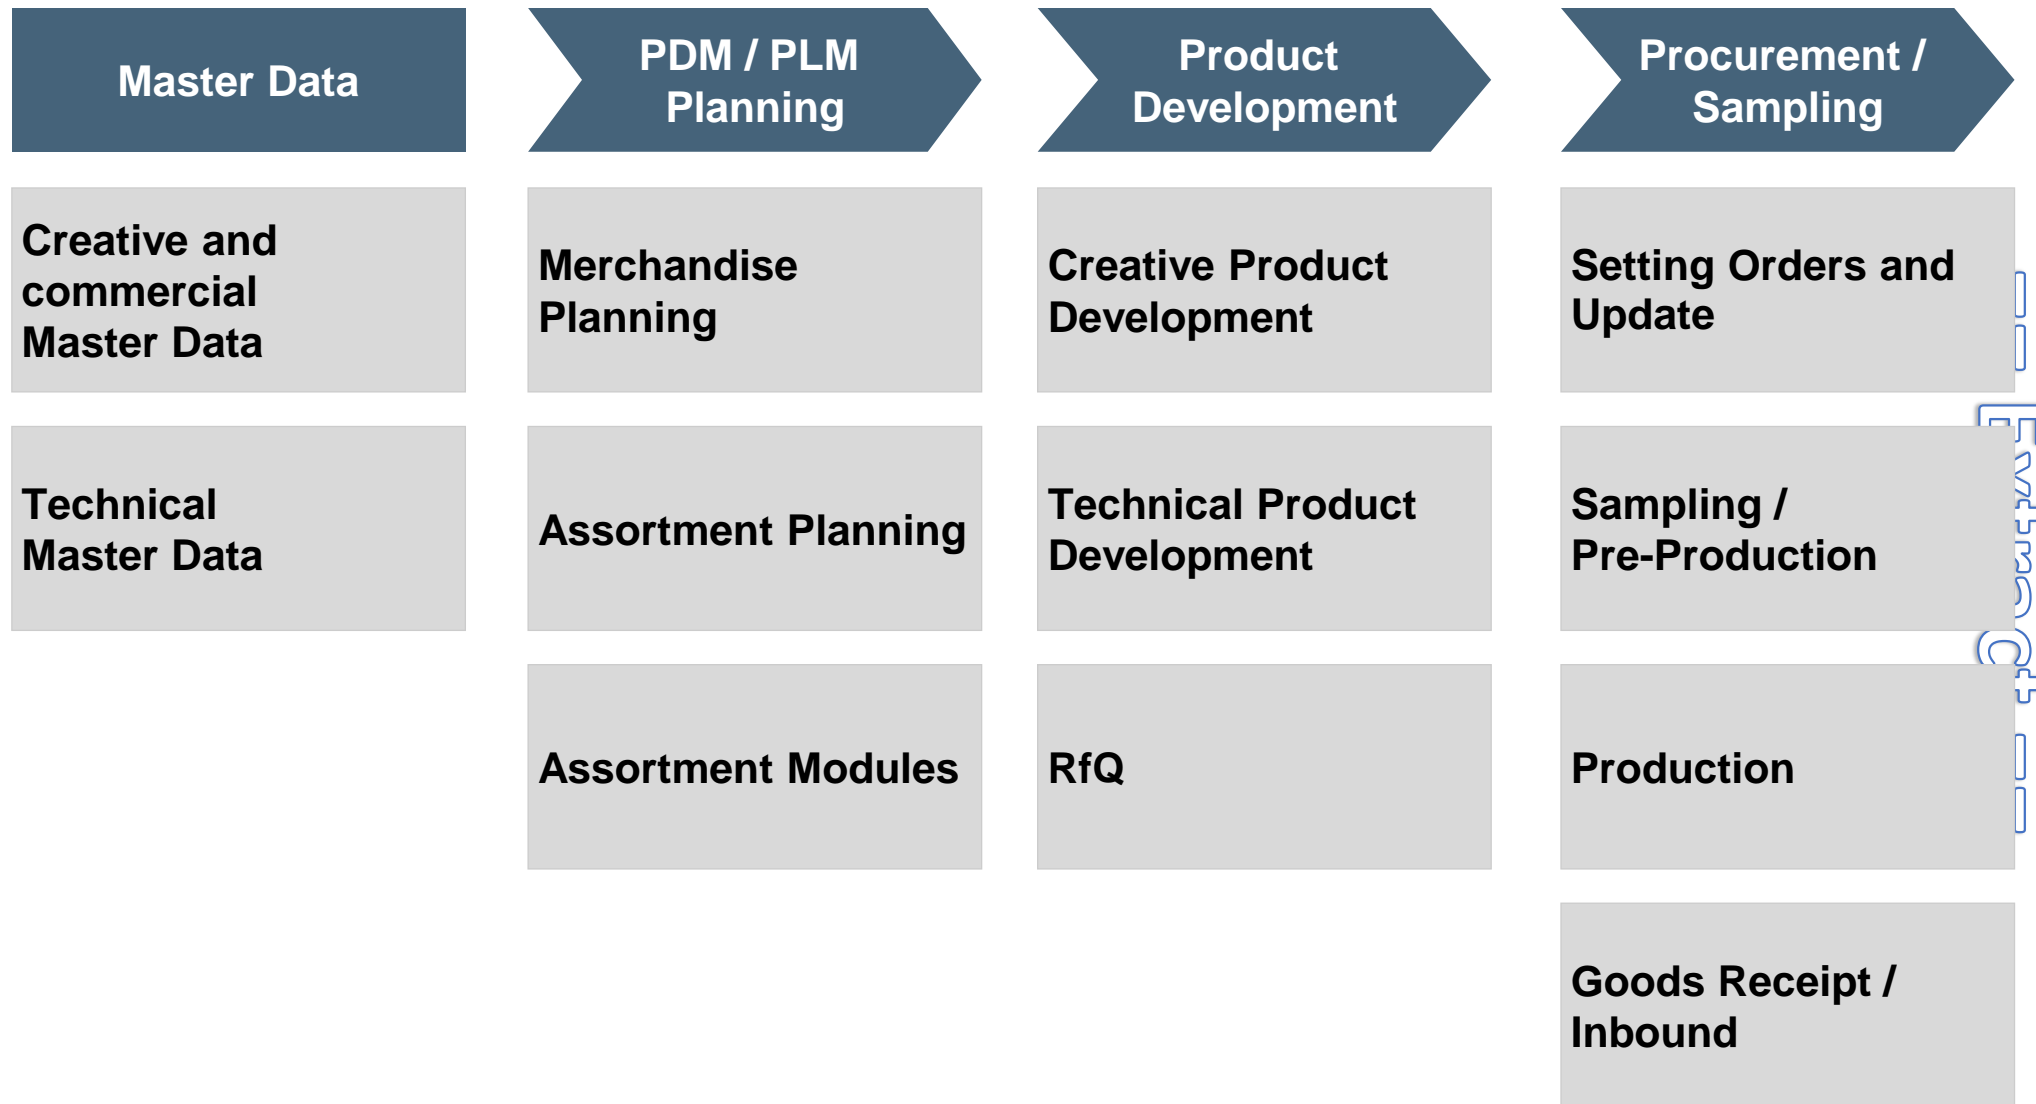 Master Data
PDM / PLM
Planning
Product
Development
Procurement /
Sampling
Creative and
commercial
Master Data
Merchandise
Planning
Creative Product
Development
Setting Orders and
Update
Technical
Master Data
Assortment Planning
Technical Product
Development
Sampling /
Pre-Production
Assortment Modules
RfQ
Production
Goods Receipt /
Inbound
-- Extract --